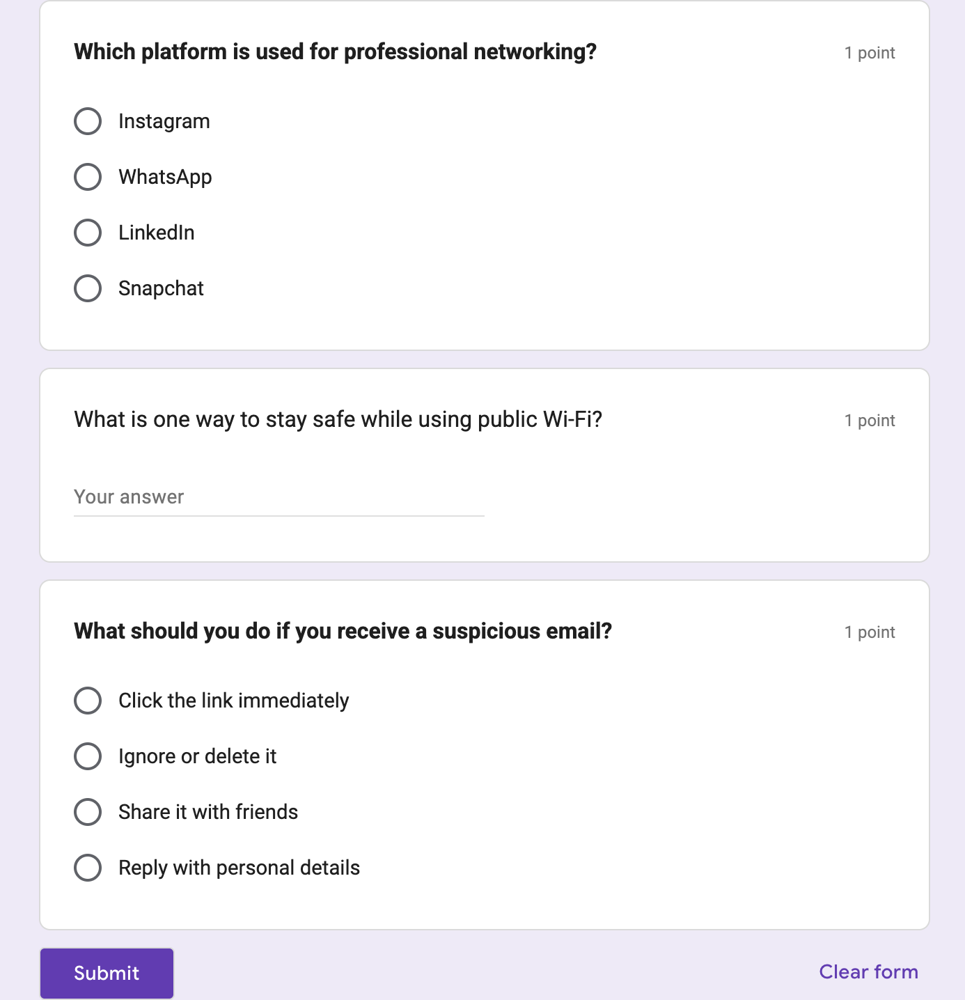 Which platform is used for professional networking?
1 point
Instagram
WhatsApp
LinkedIn
Snapchat
What is one way to stay safe while using public Wi-Fi?
1 point
Your answer
What should you do if you receive a suspicious email?
1 point
Click the link immediately
Ignore or delete it
Share it with friends
Reply with personal details
Submit
Clear form